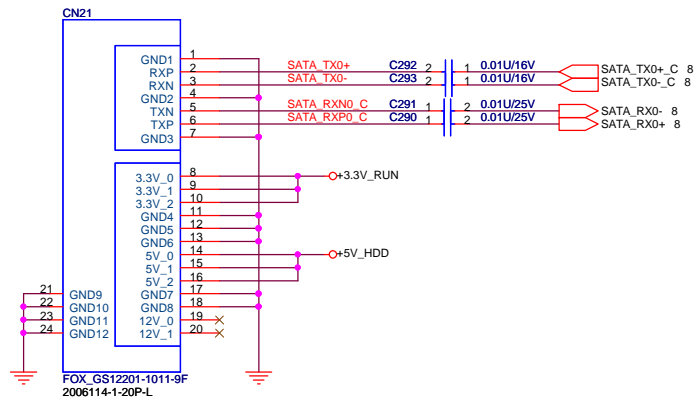 CN21
GND1 1
RXP 2 SATA_TX0+ C292 2 1 0.01U/16V SATA_TX0+_C 8
RXN 3 SATA_TX0- C293 2 1 0.01U/16V SATA_TX0-_C 8
GND2 4
TXN 5 SATA_RXN0_C C291 1 2 0.01U/25V SATA_RX0- 8
TXP 6 SATA_RXP0_C C290 1 2 0.01U/25V SATA_RX0+ 8
GND3 7
3.3V_0 8 +3.3V_RUN
3.3V_1 9
3.3V_2 10
GND4 11
GND5 12
GND6 13
5V_0 14 +5V_HDD
5V_1 15
5V_2 16
21 GND9 GND7 17
22 GND10 GND8 18
23 GND11 12V_0 19
24 GND12 12V_1 20
FOX_GS12201-1011-9F
2006114-1-20P-L